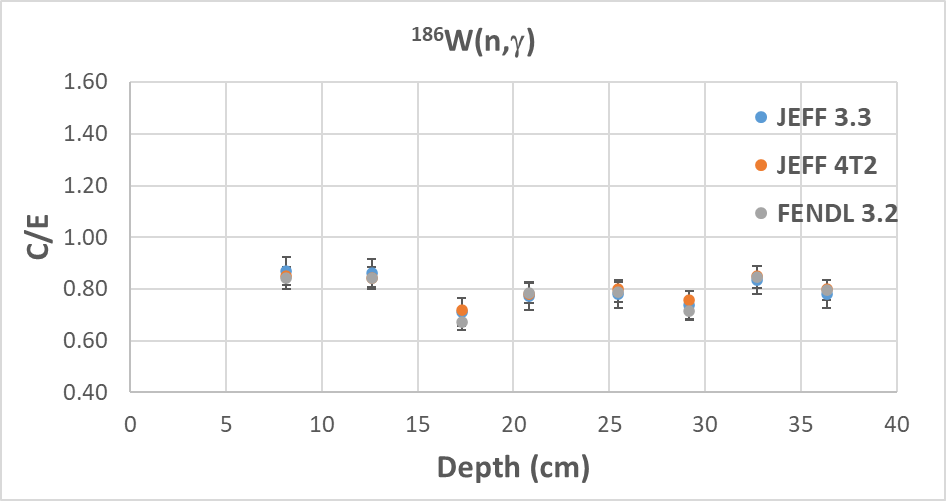 ¹⁸⁶W(n,γ)
1.60
1.40
1.20
1.00
0.80
0.60
0.40
C/E
JEFF 3.3
JEFF 4T2
FENDL 3.2
0 5 10 15 20 25 30 35 40
Depth (cm)